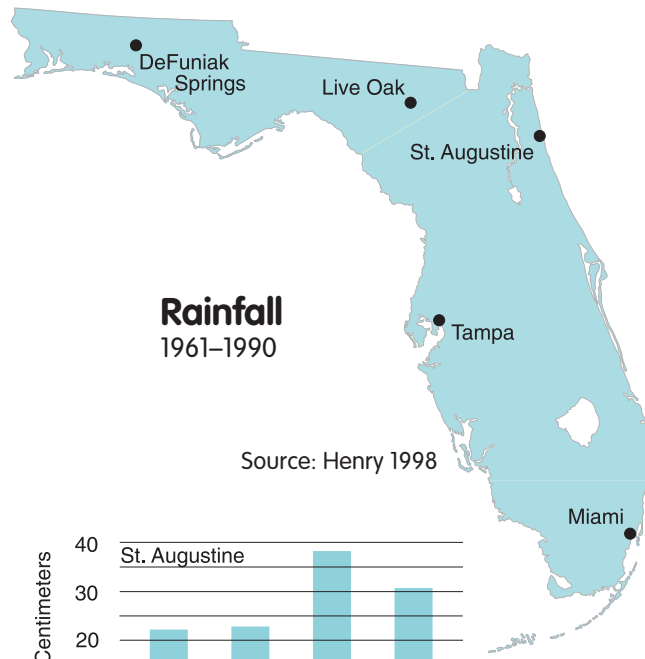 DeFuniak
Springs
Live Oak
St. Augustine
Rainfall
1961–1990
Tampa
Source: Henry 1998
Miami
40
St. Augustine
30
20
Centimeters